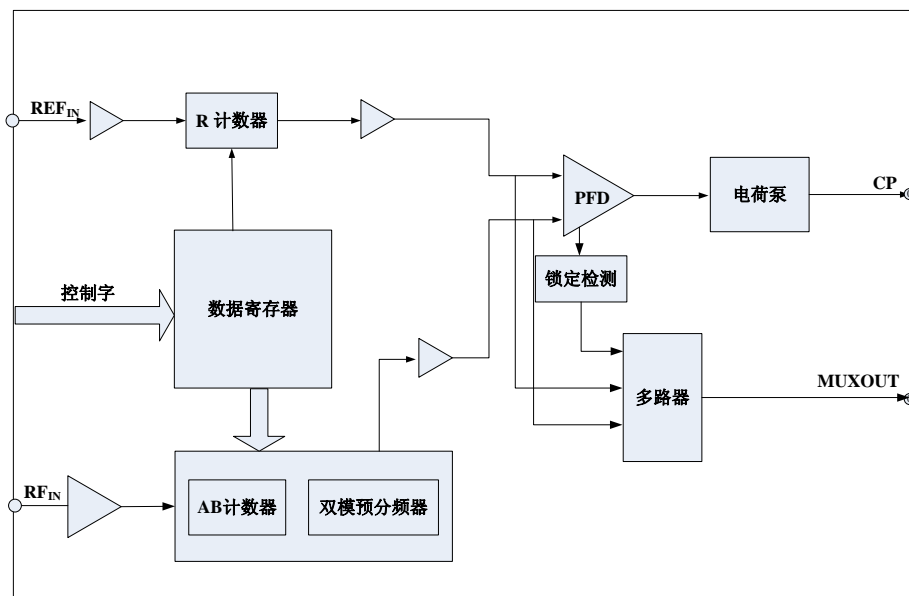 REFIN
R 计数器
PFD
电荷泵
CP
控制字
数据寄存器
锁定检测
多路器
MUXOUT
RFIN
AB计数器
双模预分频器